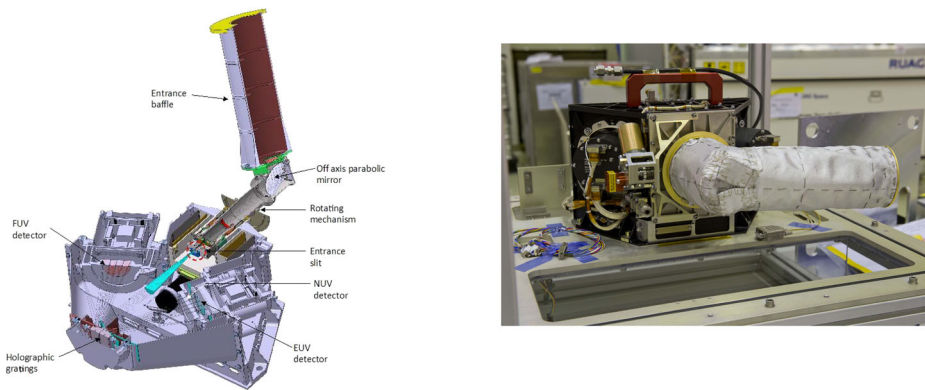 Entrance
baffle
Off axis parabolic
mirror
Rotating
mechanism
FUV
detector
Entrance
slit
NUV
detector
EUV
detector
Holographic
gratings
RUAG